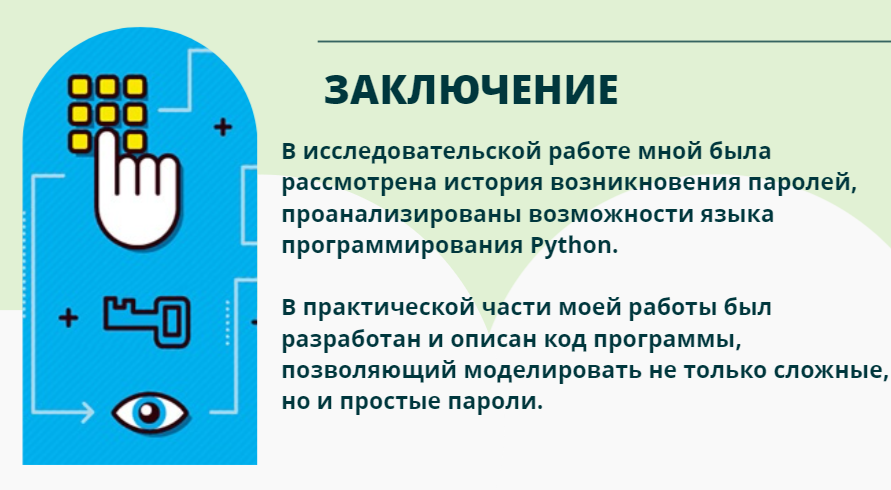 ЗАКЛЮЧЕНИЕ
В исследовательской работе мной была
рассмотрена история возникновения паролей,
проанализированы возможности языка
программирования Python.
В практической части моей работы был
разработан и описан код программы,
позволяющий моделировать не только сложные,
но и простые пароли.